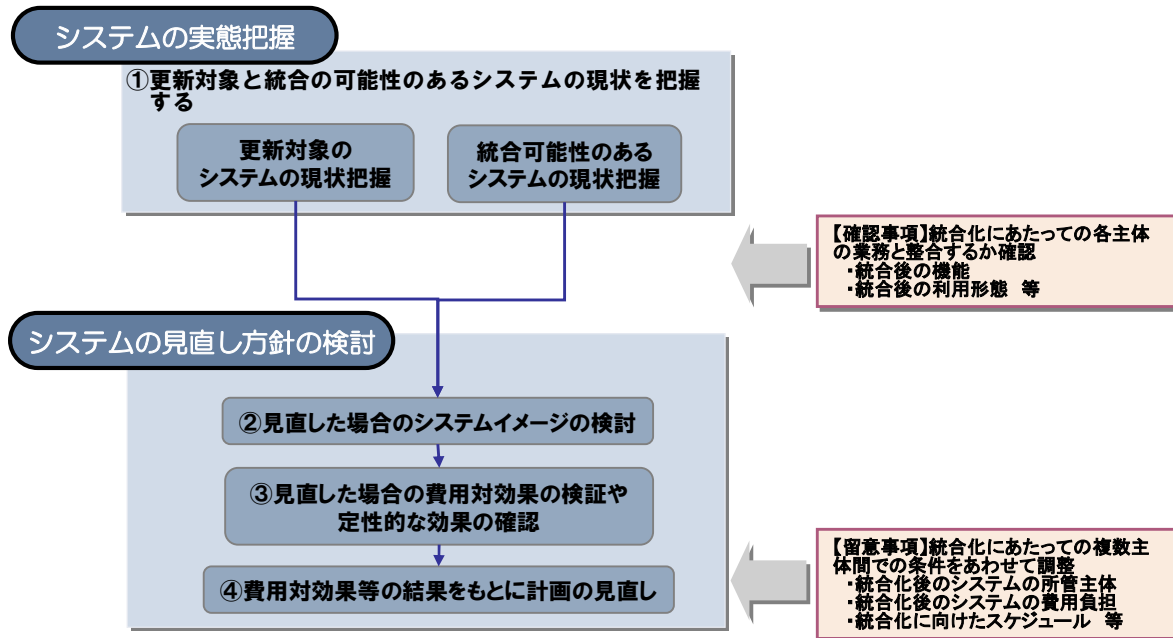 システムの実態把握
①更新対象と統合の可能性のあるシステムの現状を把握
する
更新対象の
システムの現状把握
統合可能性のある
システムの現状把握
【確認事項】統合化にあたっての各主体
の業務と整合するか確認
・統合後の機能
・統合後の利用形態　等
システムの見直し方針の検討
②見直した場合のシステムイメージの検討
③見直した場合の費用対効果の検証や
定性的な効果の確認
④費用対効果等の結果をもとに計画の見直し
【留意事項】統合化にあたっての複数主
体間での条件をあわせて調整
・統合化後のシステムの所管主体
・統合化後のシステムの費用負担
・統合化に向けたスケジュール　等